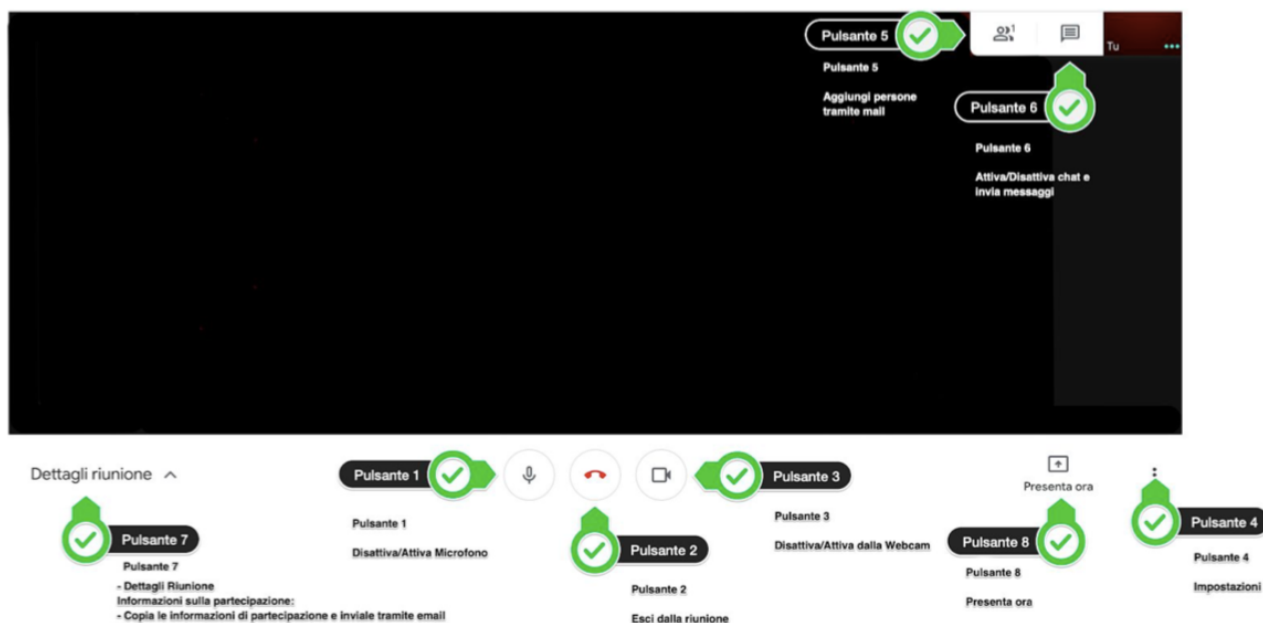 Pulsante 5
1
Tu
Pulsante 5
Aggiungi persone
tramite mail
Pulsante 6
Pulsante 6
Attiva/Disattiva chat e
invia messaggi
Dettagli riunione
Pulsante 1
Pulsante 3
Presenta ora
Pulsante 7
Pulsante 1
Disattiva/Attiva Microfono
Pulsante 2
Pulsante 3
Disattiva/Attiva dalla Webcam
Pulsante 8
Pulsante 4
Pulsante 7
- Dettagli Riunione
Informazioni sulla partecipazione:
- Copia le informazioni di partecipazione e inviale tramite email
Pulsante 2
Esci dalla riunione
Pulsante 8
Presenta ora
Pulsante 4
Impostazioni